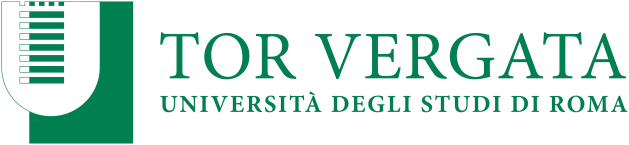 TOR VERGATA
UNIVERSITÀ DEGLI STUDI DI ROMA